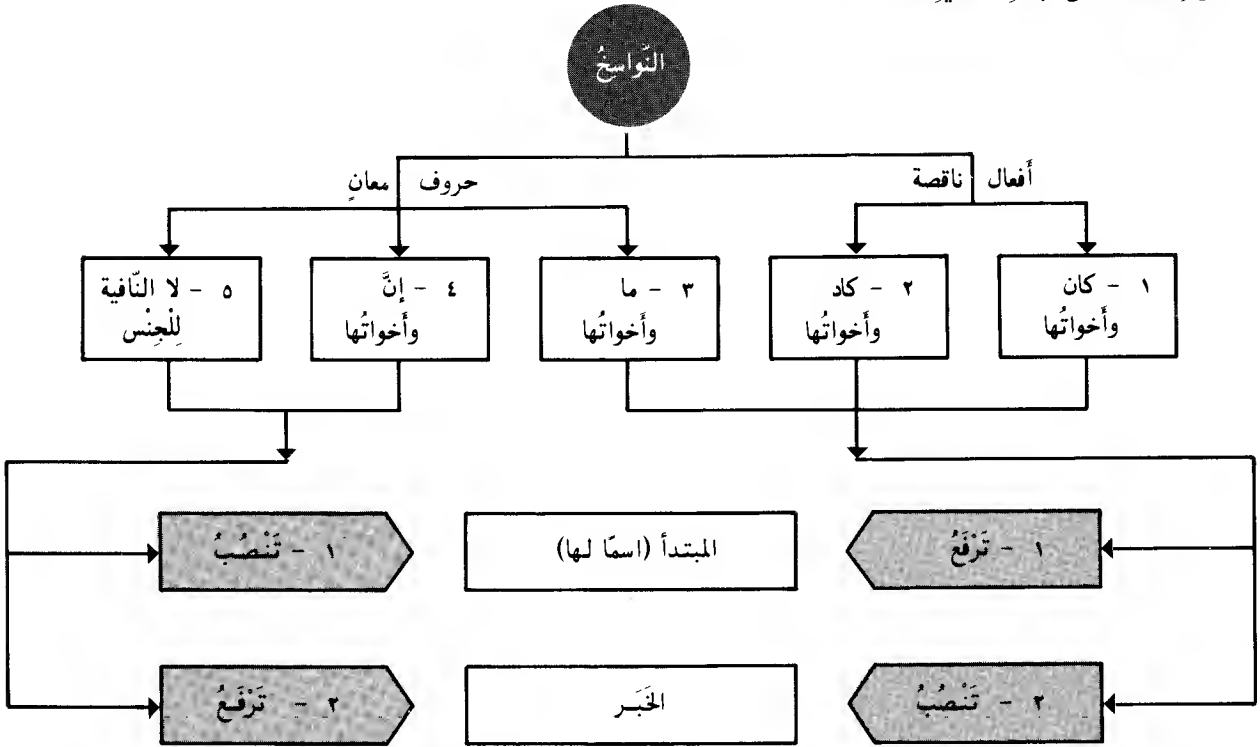 النّواسخُ
أَفعال ناقصة
حروف معانٍ
١ - كان
وأَخواتُها
٢ - كاد
وأَخواتُها
٣ - ما
وأَخواتُها
٤ - إنَّ
وأَخواتُها
٥ - لا النّافية
لِلْجِنْس
١ - تَرْفَعُ
المبتدأ (اسمًا لها)
١ - تَنْصُبُ
٢ - تَنْصُبُ
الخَبَر
٢ - تَرْفَعُ